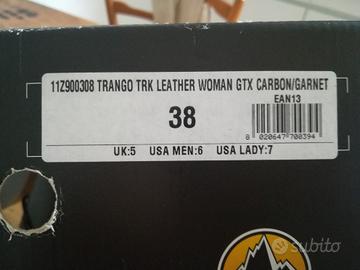 11Z900308 TRANGO TRK LEATHER WOMAN GTX CARBON/GARNET
EAN13
38
8 020647 700394
UK:5 USA MEN:6 USA LADY:7
subito